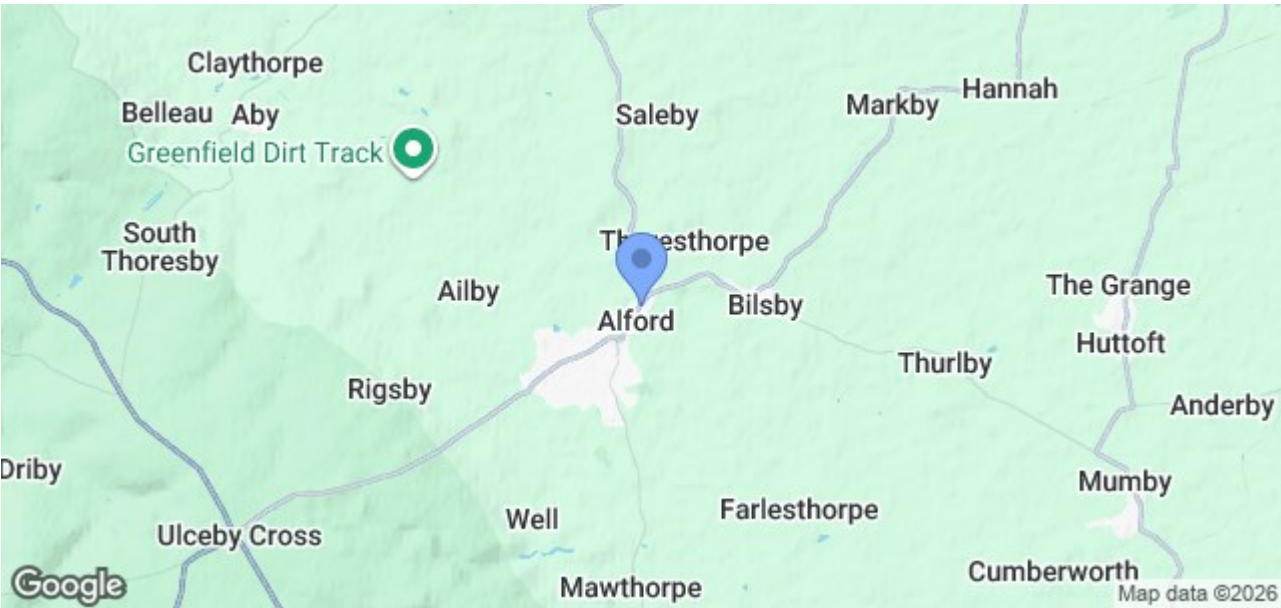 Claythorpe
Hannah
Markby
Belleau
Aby
Saleby
Greenfield Dirt Track
South
Thoresby
Ailby
The Grange
Bilsby
Alford
Huttoft
Thurlby
Rigsby
Anderby
Driby
Mumby
Farlesthorpe
Well
Ulceby Cross
Cumberworth
Mawthorpe
Google
Map data ©2026